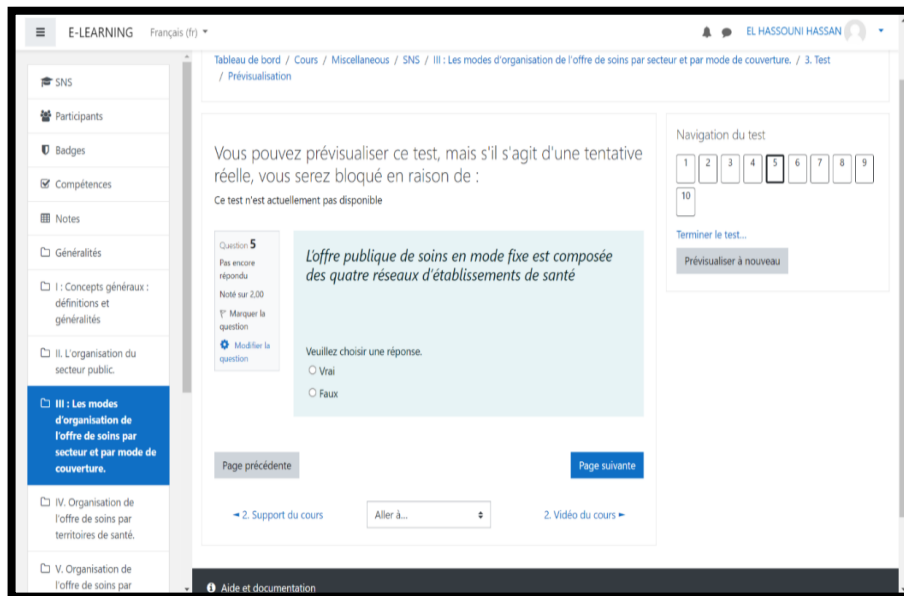 E-LEARNING Français (fr)
EL HASSOUNI HASSAN
SNS
Participants
Badges
Compétences
Notes
Généralités
I : Concepts généraux :
définitions et
généralités
II. L'organisation du
secteur public.
III : Les modes
d'organisation de
l'offre de soins par
secteur et par mode de
couverture.
IV. Organisation de
l'offre de soins par
territoires de santé.
V. Organisation de
l'offre de soins par
Tableau de bord / Cours / Miscellaneous / SNS / III : Les modes d'organisation de l'offre de soins par secteur et par mode de couverture. / 3. Test
/ Prévisualisation
Vous pouvez prévisualiser ce test, mais s'il s'agit d'une tentative
réelle, vous serez bloqué en raison de :
Ce test n'est actuellement pas disponible
Question 5
Pas encore
répondu
Noté sur 2,00
Marquer la
question
Modifier la
question
L'offre publique de soins en mode fixe est composée
des quatre réseaux d'établissements de santé
Veuillez choisir une réponse.
Vrai
Faux
Page précédente
Page suivante
◄ 2. Support du cours
Aller à...
2. Vidéo du cours ►
Navigation du test
1 2 3 4 5 6 7 8 9
10
Terminer le test...
Prévisualiser à nouveau
Aide et documentation